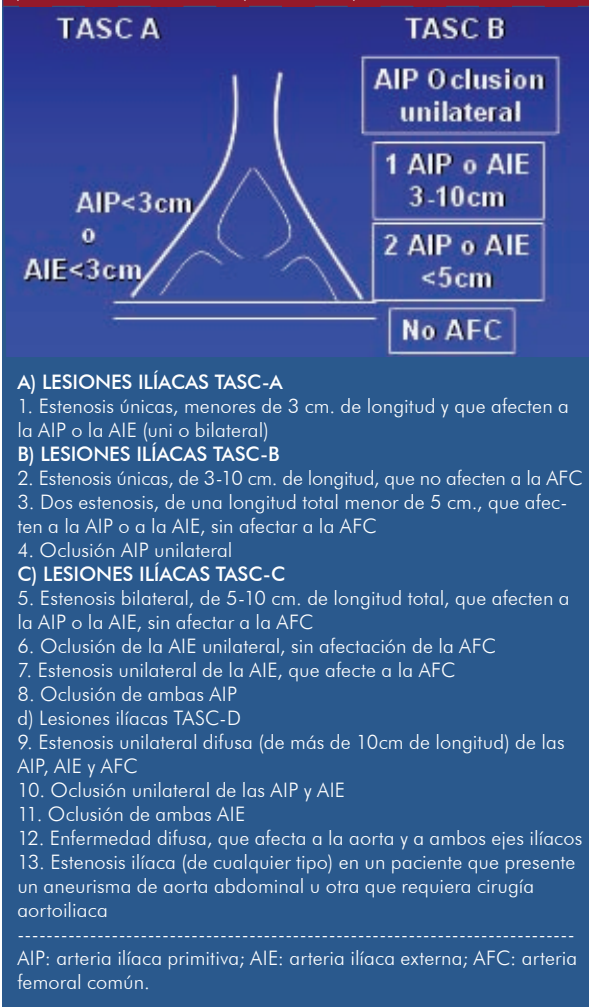 TASC A
TASC B
AIP Oclusion
unilateral
1 AIP o AIE
3-10cm
AIP<3cm
o
AIE<3cm
2 AIP o AIE
<5cm
No AFC
A) LESIONES ILÍACAS TASC-A
1. Estenosis únicas, menores de 3 cm. de longitud y que afecten a
la AIP o la AIE (uni o bilateral)
B) LESIONES ILÍACAS TASC-B
2. Estenosis únicas, de 3-10 cm. de longitud, que no afecten a la AFC
3. Dos estenosis, de una longitud total menor de 5 cm., que afec-
ten a la AIP o a la AIE, sin afectar a la AFC
4. Oclusión AIP unilateral
C) LESIONES ILÍACAS TASC-C
5. Estenosis bilateral, de 5-10 cm. de longitud total, que afecten a
la AIP o la AIE, sin afectar a la AFC
6. Oclusión de la AIE unilateral, sin afectación de la AFC
7. Estenosis unilateral de la AIE, que afecte a la AFC
8. Oclusión de ambas AIP
d) Lesiones ilíacas TASC-D
9. Estenosis unilateral difusa (de más de 10cm de longitud) de las
AIP, AIE y AFC
10. Oclusión unilateral de las AIP y AIE
11. Oclusión de ambas AIE
12. Enfermedad difusa, que afecta a la aorta y a ambos ejes ilíacos
13. Estenosis ilíaca (de cualquier tipo) en un paciente que presente
un aneurisma de aorta abdominal u otra que requiera cirugía
aortoiliaca
---------------------------------------------------------------------------
AIP: arteria ilíaca primitiva; AIE: arteria ilíaca externa; AFC: arteria
femoral común.